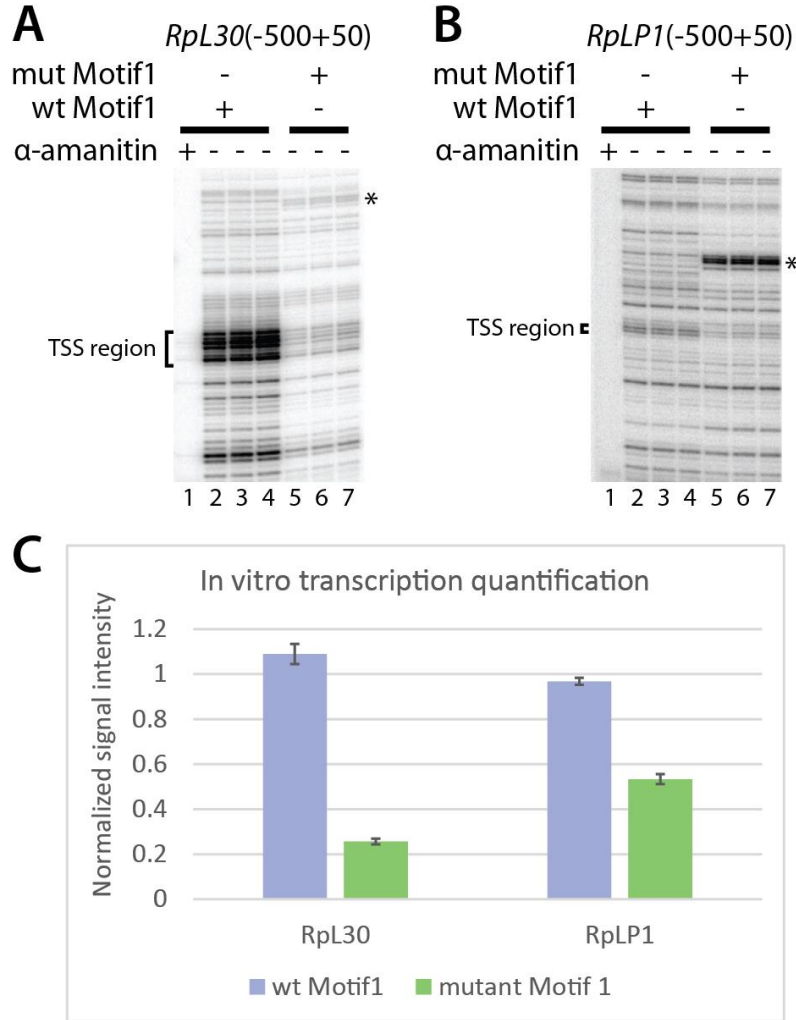 A
RpL30(-500+50)
mut Motif1 - +
wt Motif1 + -
α-amanitin + - - - - - -
*
TSS region
1 2 3 4 5 6 7
B
RpLP1(-500+50)
mut Motif1 - +
wt Motif1 + -
α-amanitin + - - - - - -
*
TSS region
1 2 3 4 5 6 7
C
In vitro transcription quantification
Normalized signal intensity
1.2
1
0.8
0.6
0.4
0.2
0
RpL30 RpLP1
wt Motif1 mutant Motif 1